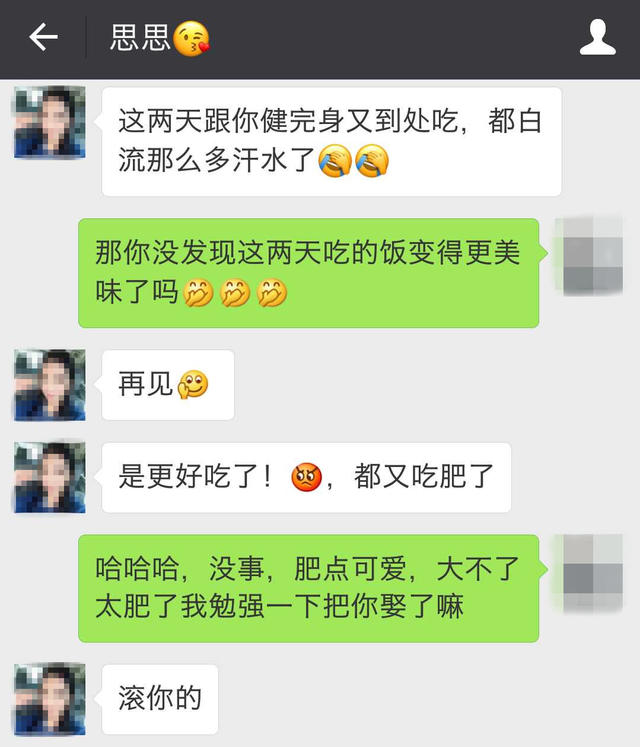 思思😘
这两天跟你健完身又到处吃，都白
流那么多汗水了🤣🤣
那你没发现这两天吃的饭变得更美
味了吗🤭🤭🤭
再见👋
是更好吃了！😡，都又吃肥了
哈哈哈，没事，肥点可爱，大不了
太肥了我勉强一下把你娶了嘛
滚你的